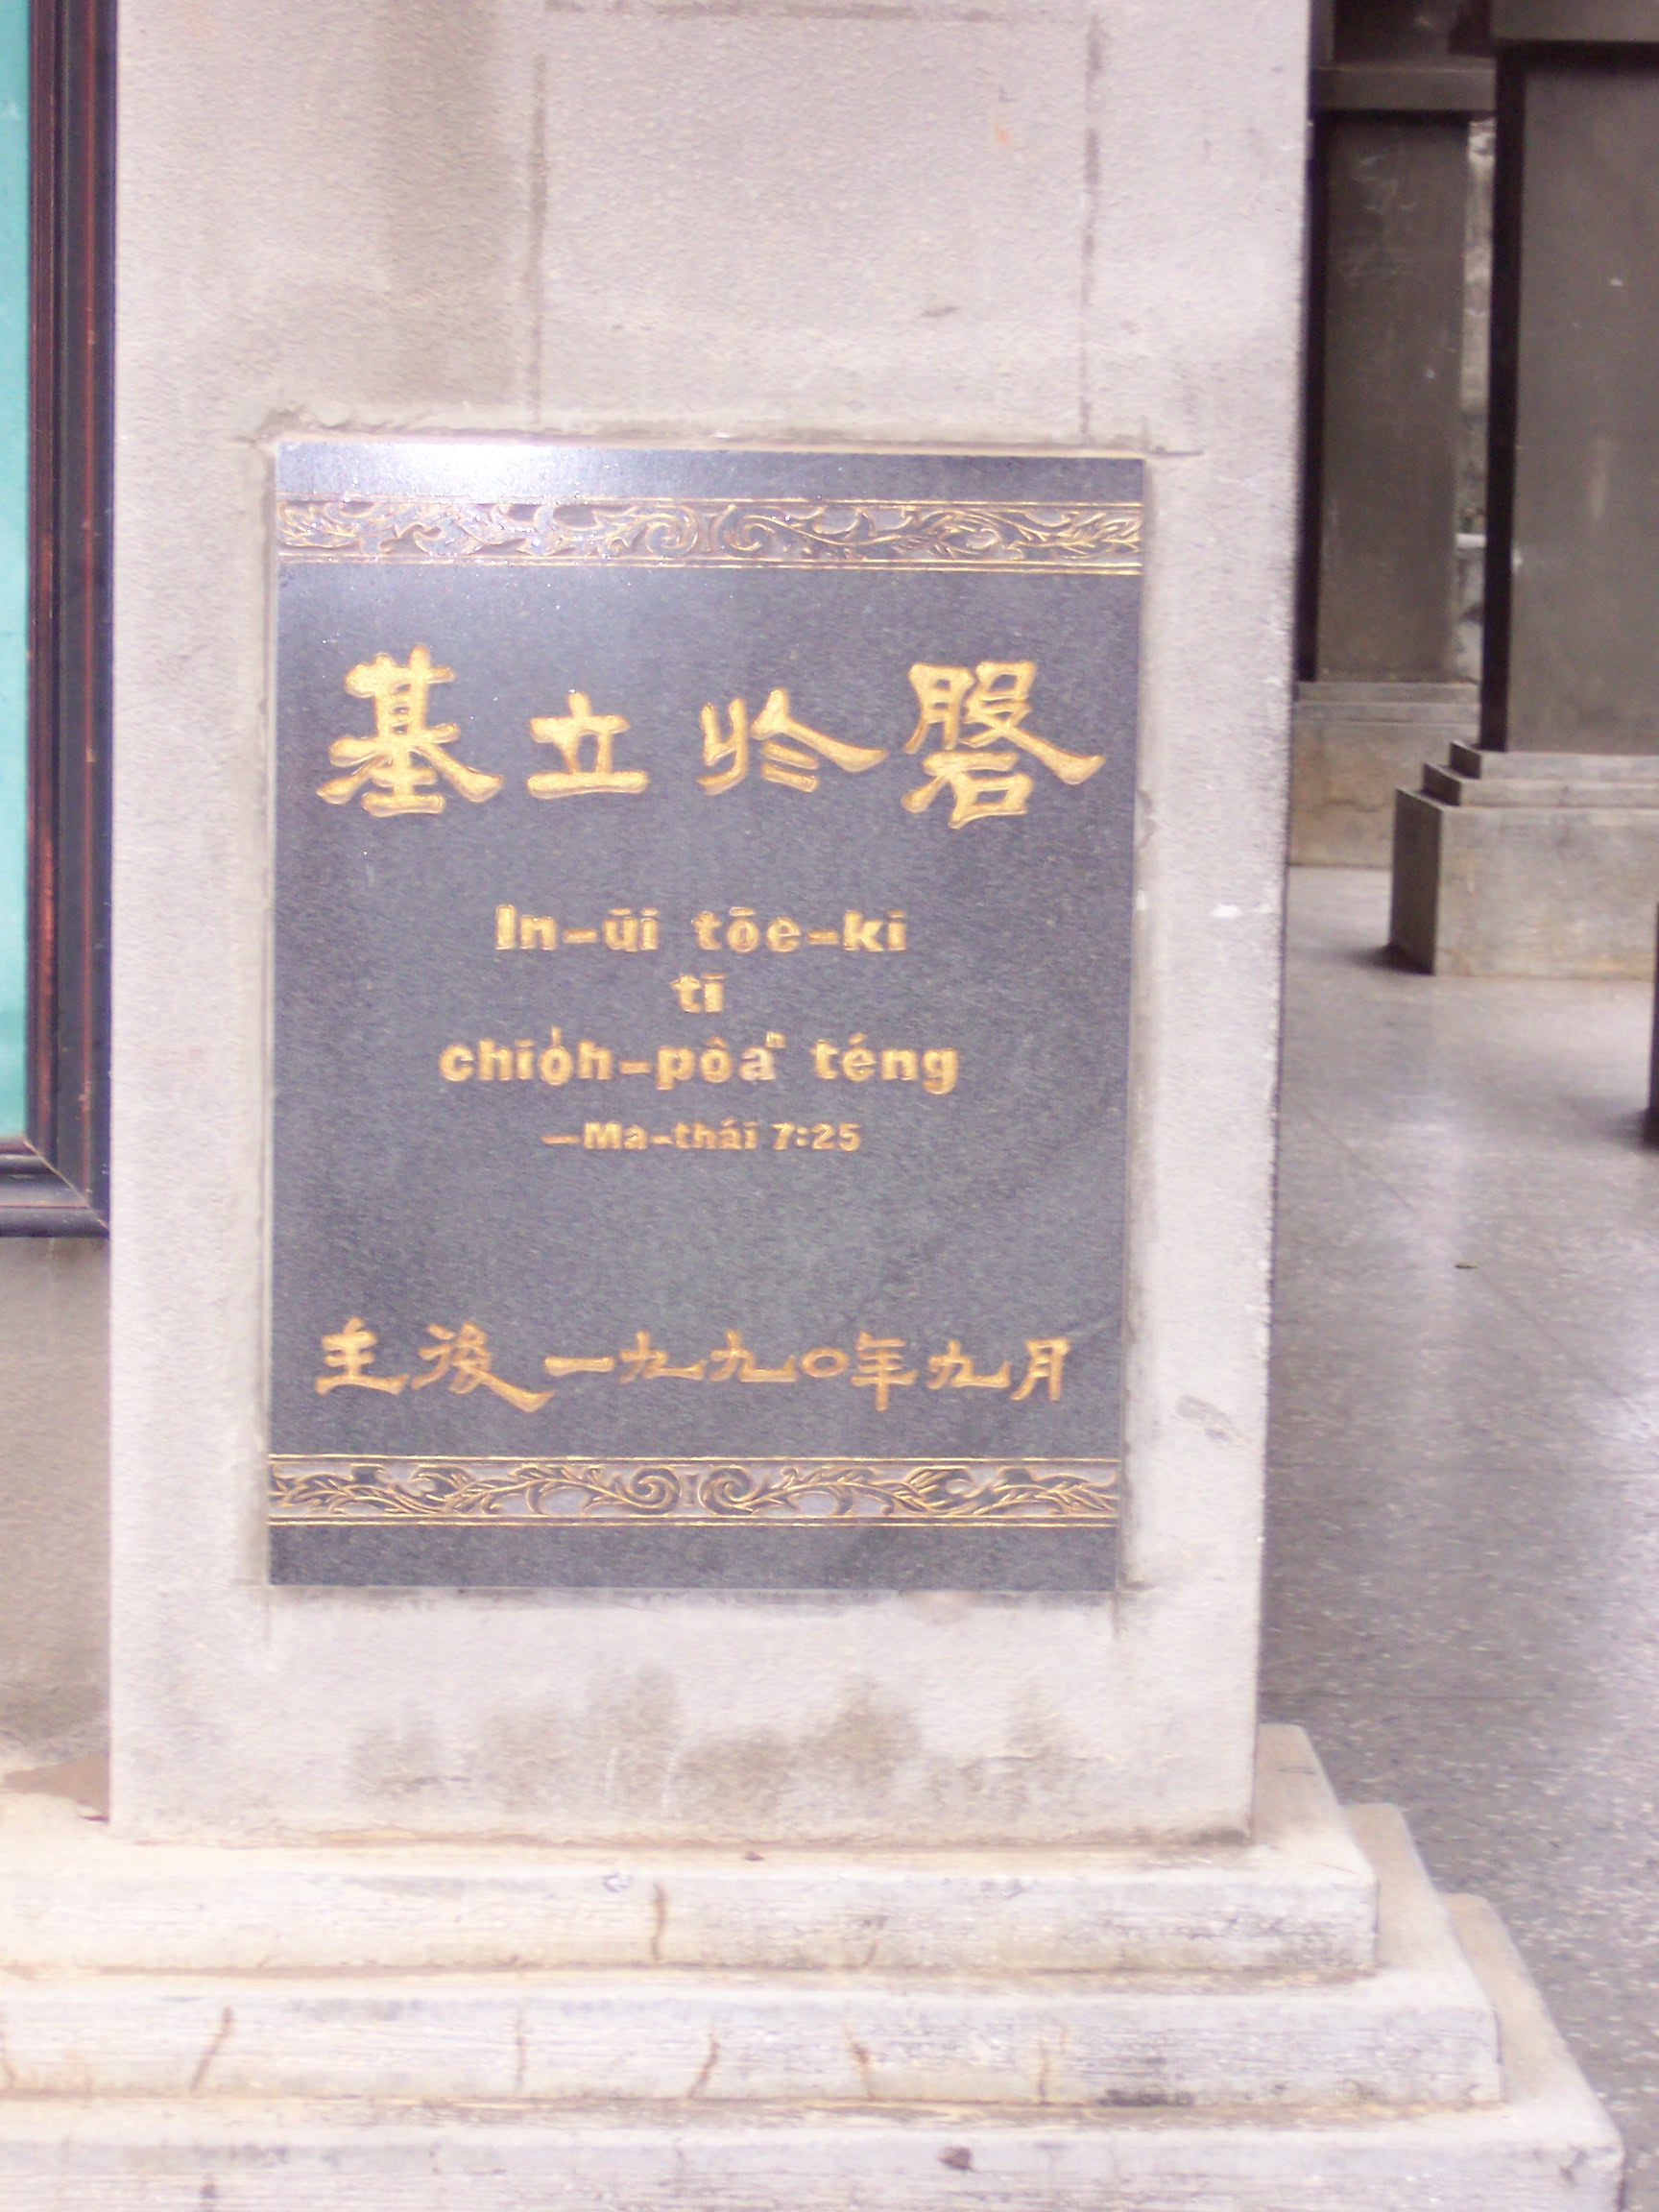 基立於磐
In-ūi tōe-ki
tī
chio̍h-pôaⁿ téng
—Ma-thái 7:25
主後一九九〇年九月